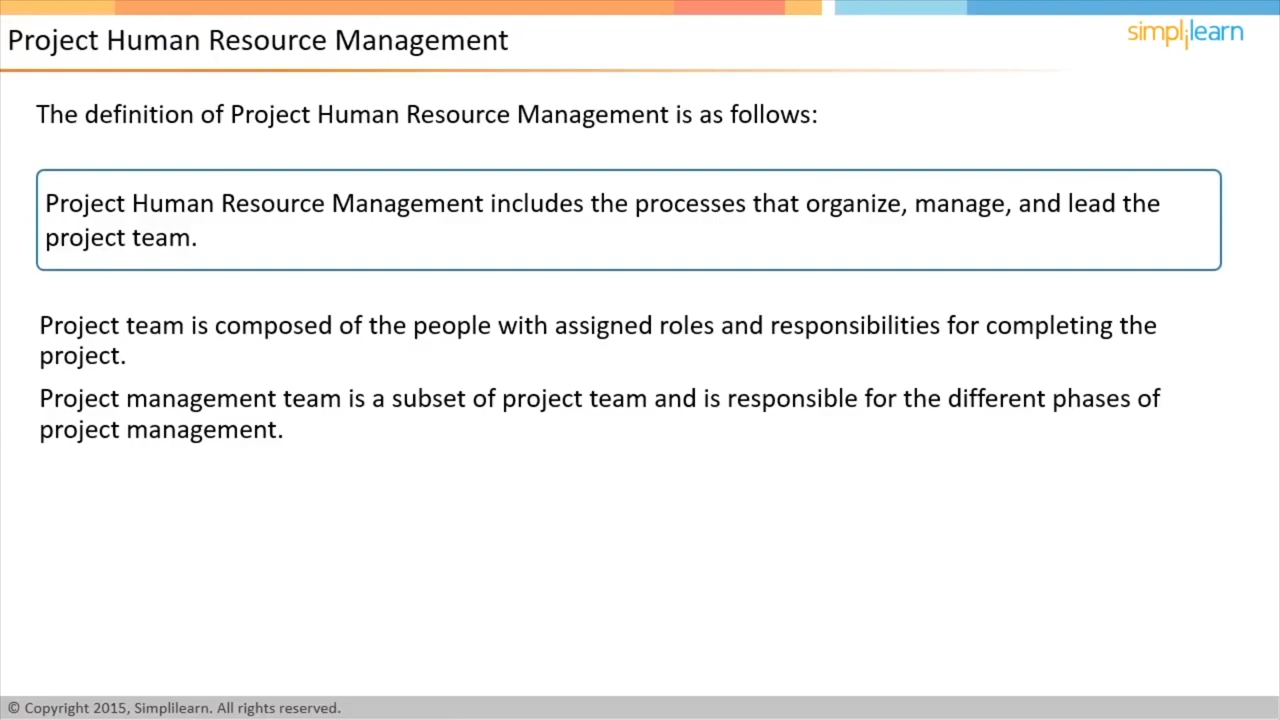 Project Human Resource Management
simplilearn
The definition of Project Human Resource Management is as follows:
Project Human Resource Management includes the processes that organize, manage, and lead the
project team.
Project team is composed of the people with assigned roles and responsibilities for completing the
project.
Project management team is a subset of project team and is responsible for the different phases of
project management.
© Copyright 2015, Simplilearn. All rights reserved.